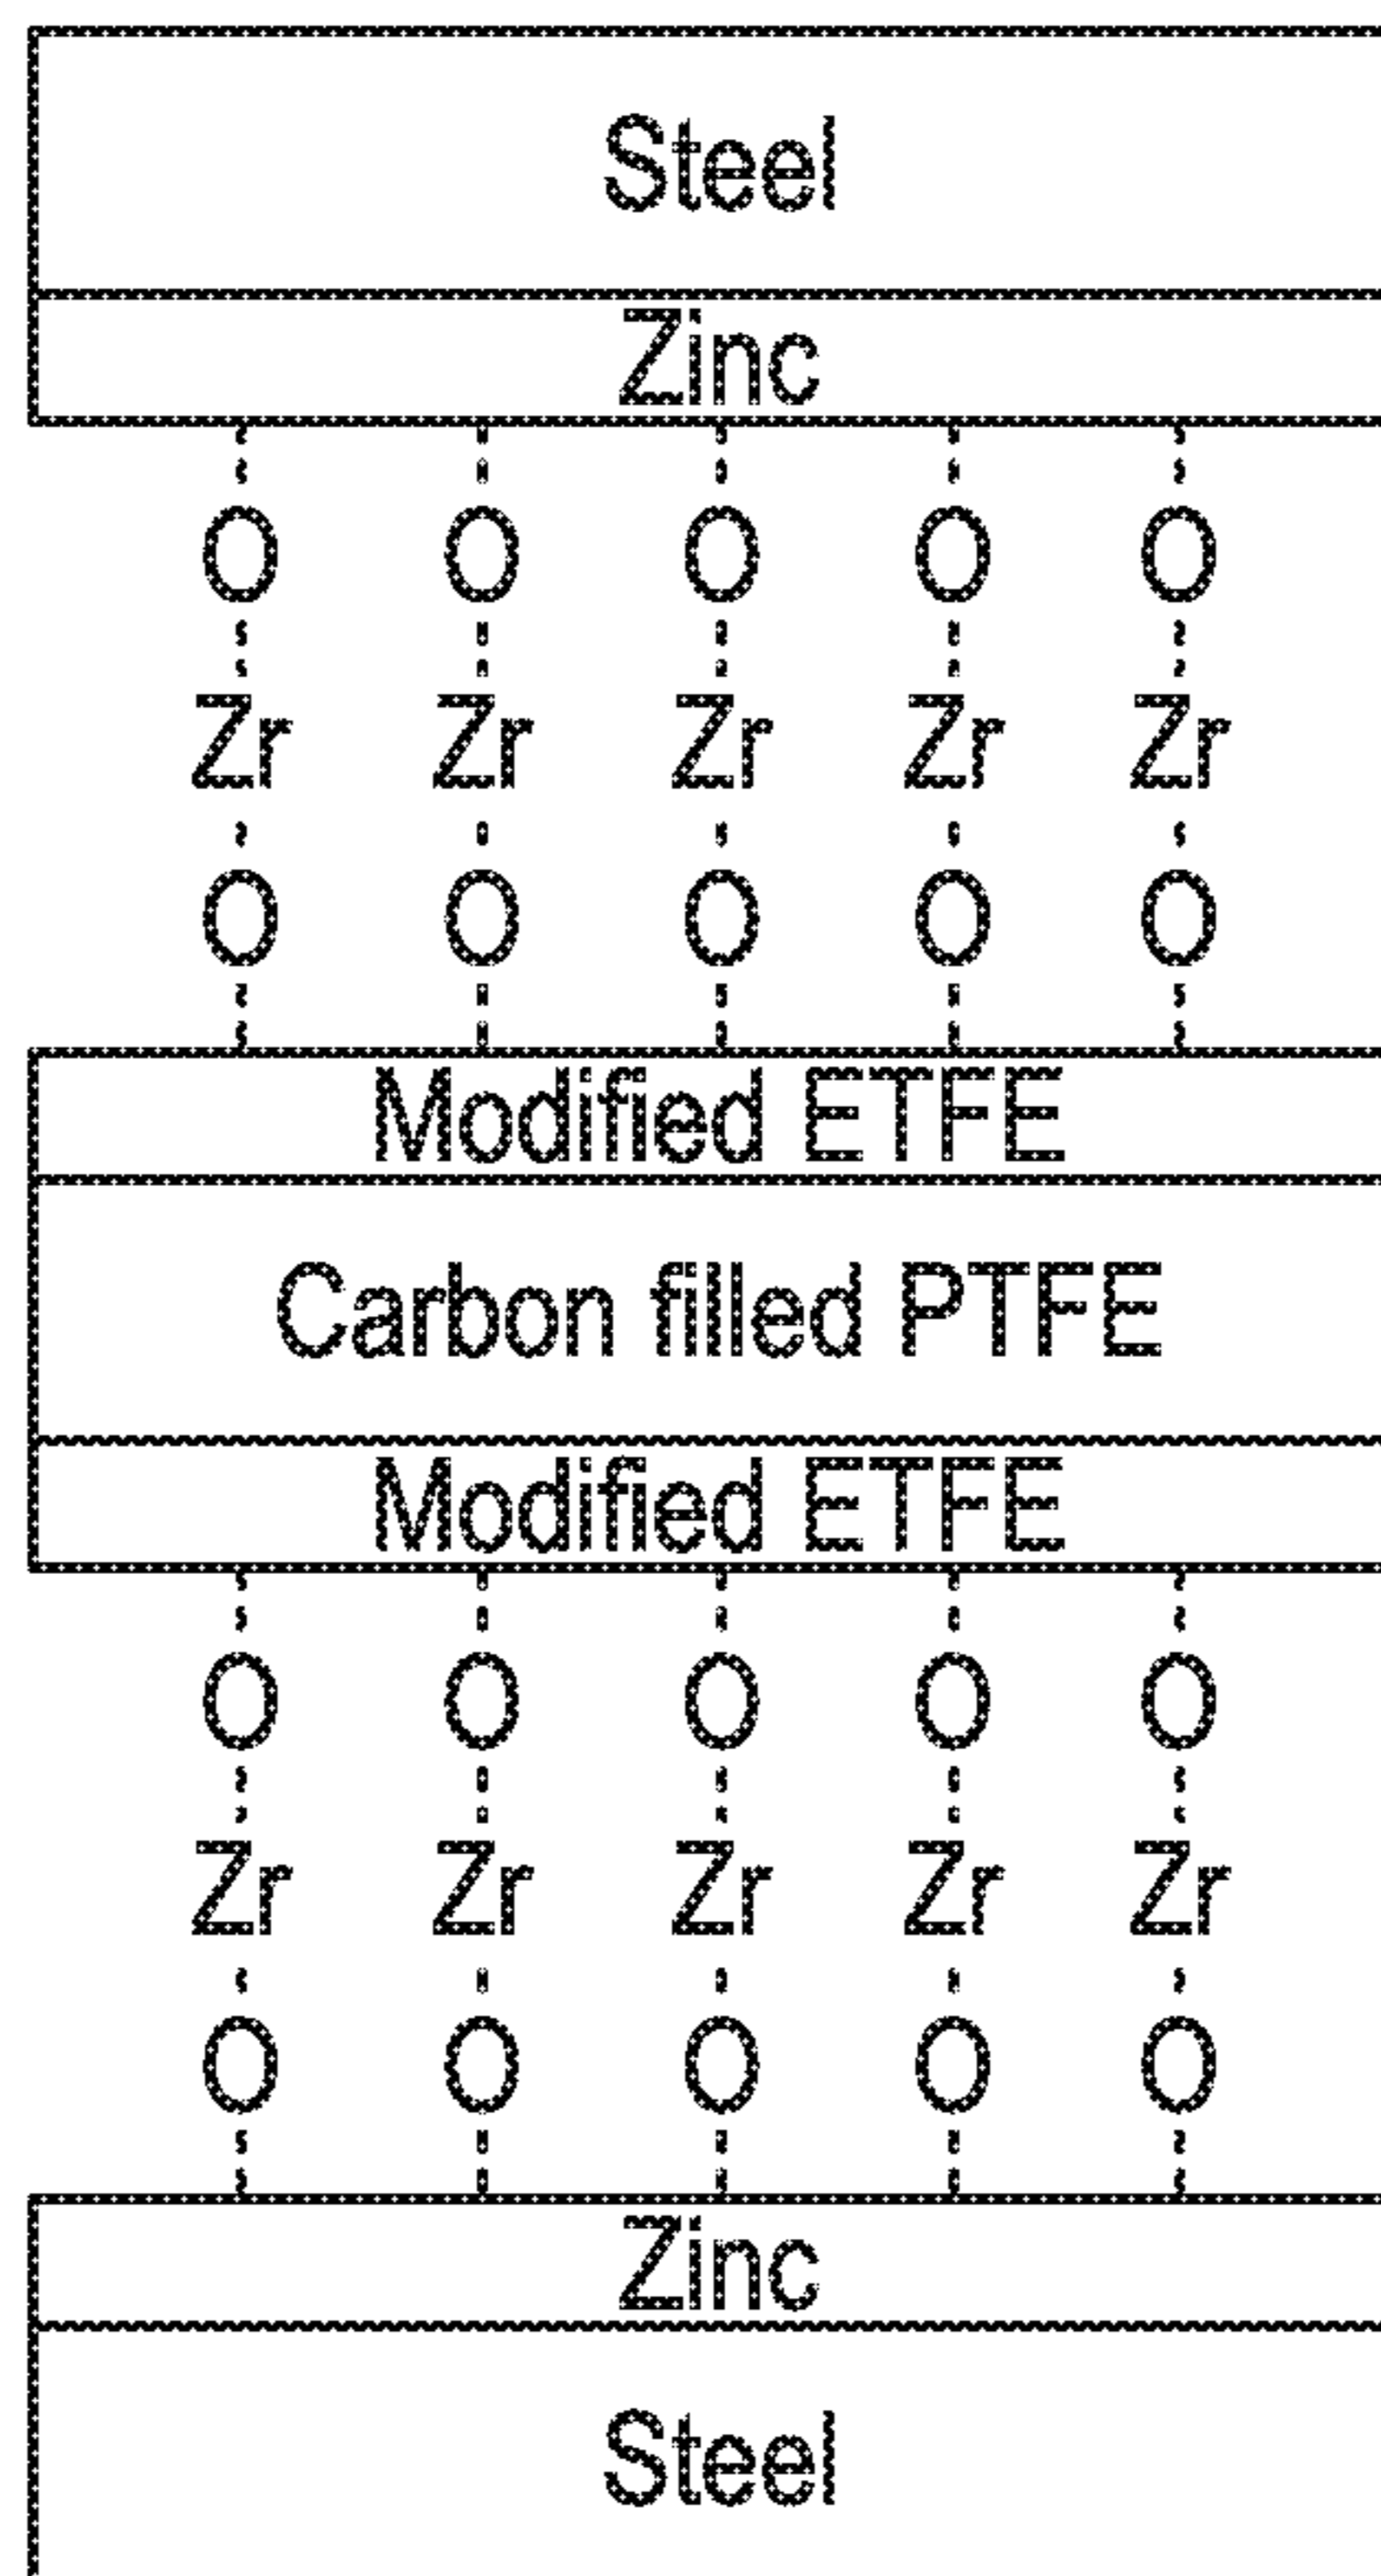 Steel
Zinc
O O O O O
Zr Zr Zr Zr Zr
O O O O O
Modified ETFE
Carbon filled PTFE
Modified ETFE
O O O O O
Zr Zr Zr Zr Zr
O O O O O
Zinc
Steel